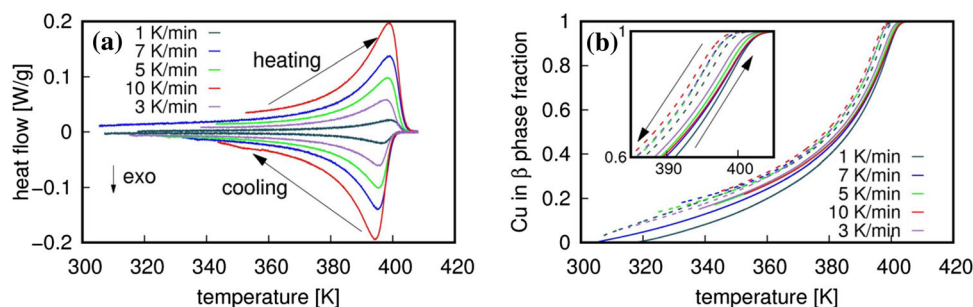 (a)
1 K/min
7 K/min
5 K/min
10 K/min
3 K/min
heating
cooling
exo
heat flow [W/g]
0.2
0.1
0
−0.1
−0.2
300 320 340 360 380 400 420
temperature [K]
(b)
1
0.6
390 400
1 K/min
7 K/min
5 K/min
10 K/min
3 K/min
Cu in β phase fraction
1
0.8
0.6
0.4
0.2
0
300 320 340 360 380 400 420
temperature [K]